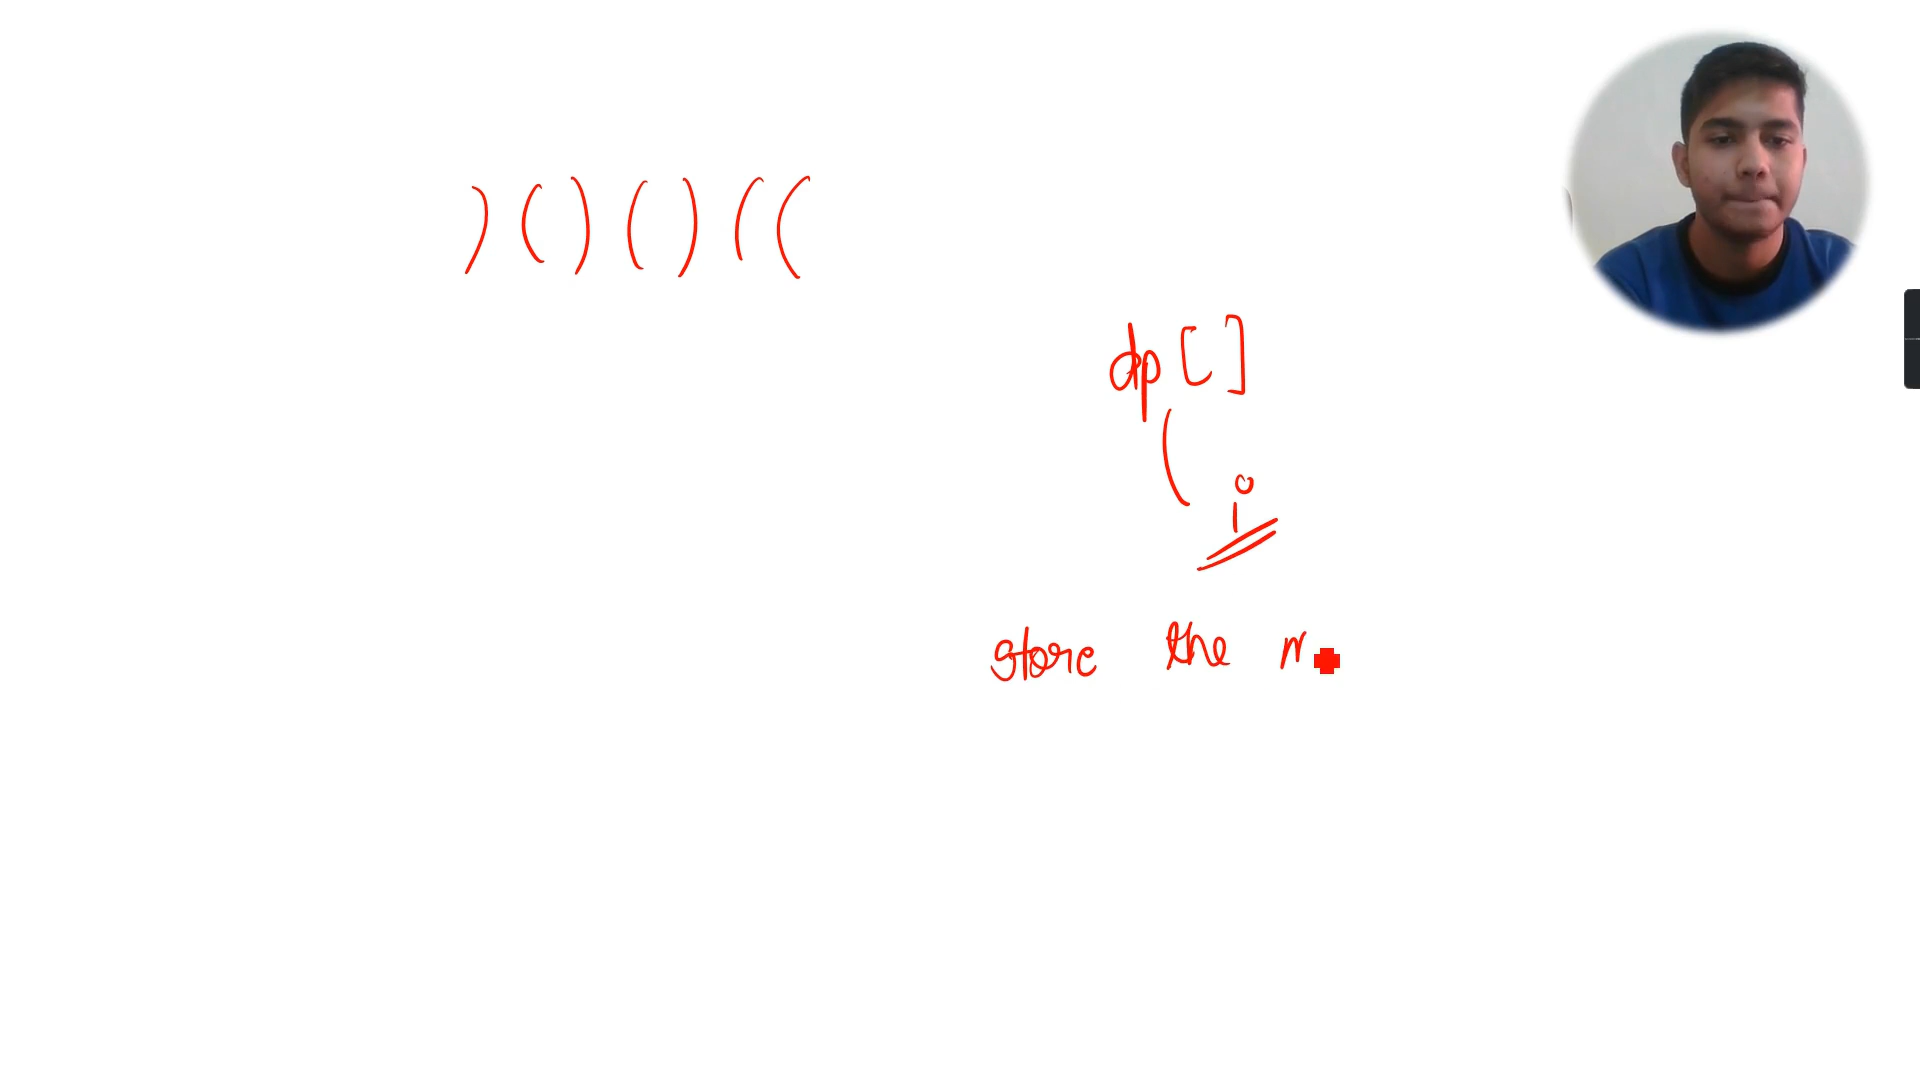 )()()((
dp[]
(
i
store the